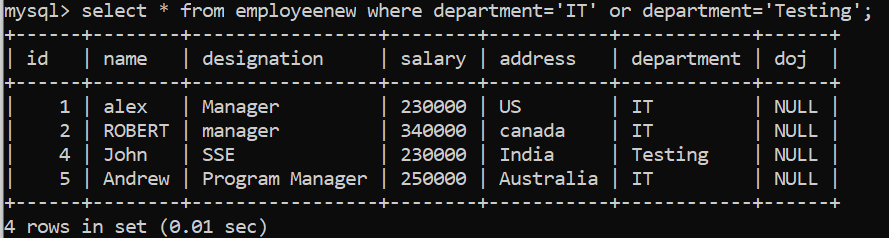 mysql> select * from employeenew where department='IT' or department='Testing';
+------+--------+-----------------+--------+-----------+------------+------+
| id   | name   | designation     | salary | address   | department | doj  |
+------+--------+-----------------+--------+-----------+------------+------+
|    1 | alex   | Manager         | 230000 | US        | IT         | NULL |
|    2 | ROBERT | manager         | 340000 | canada    | IT         | NULL |
|    4 | John   | SSE             | 230000 | India     | Testing    | NULL |
|    5 | Andrew | Program Manager | 250000 | Australia | IT         | NULL |
+------+--------+-----------------+--------+-----------+------------+------+
4 rows in set (0.01 sec)